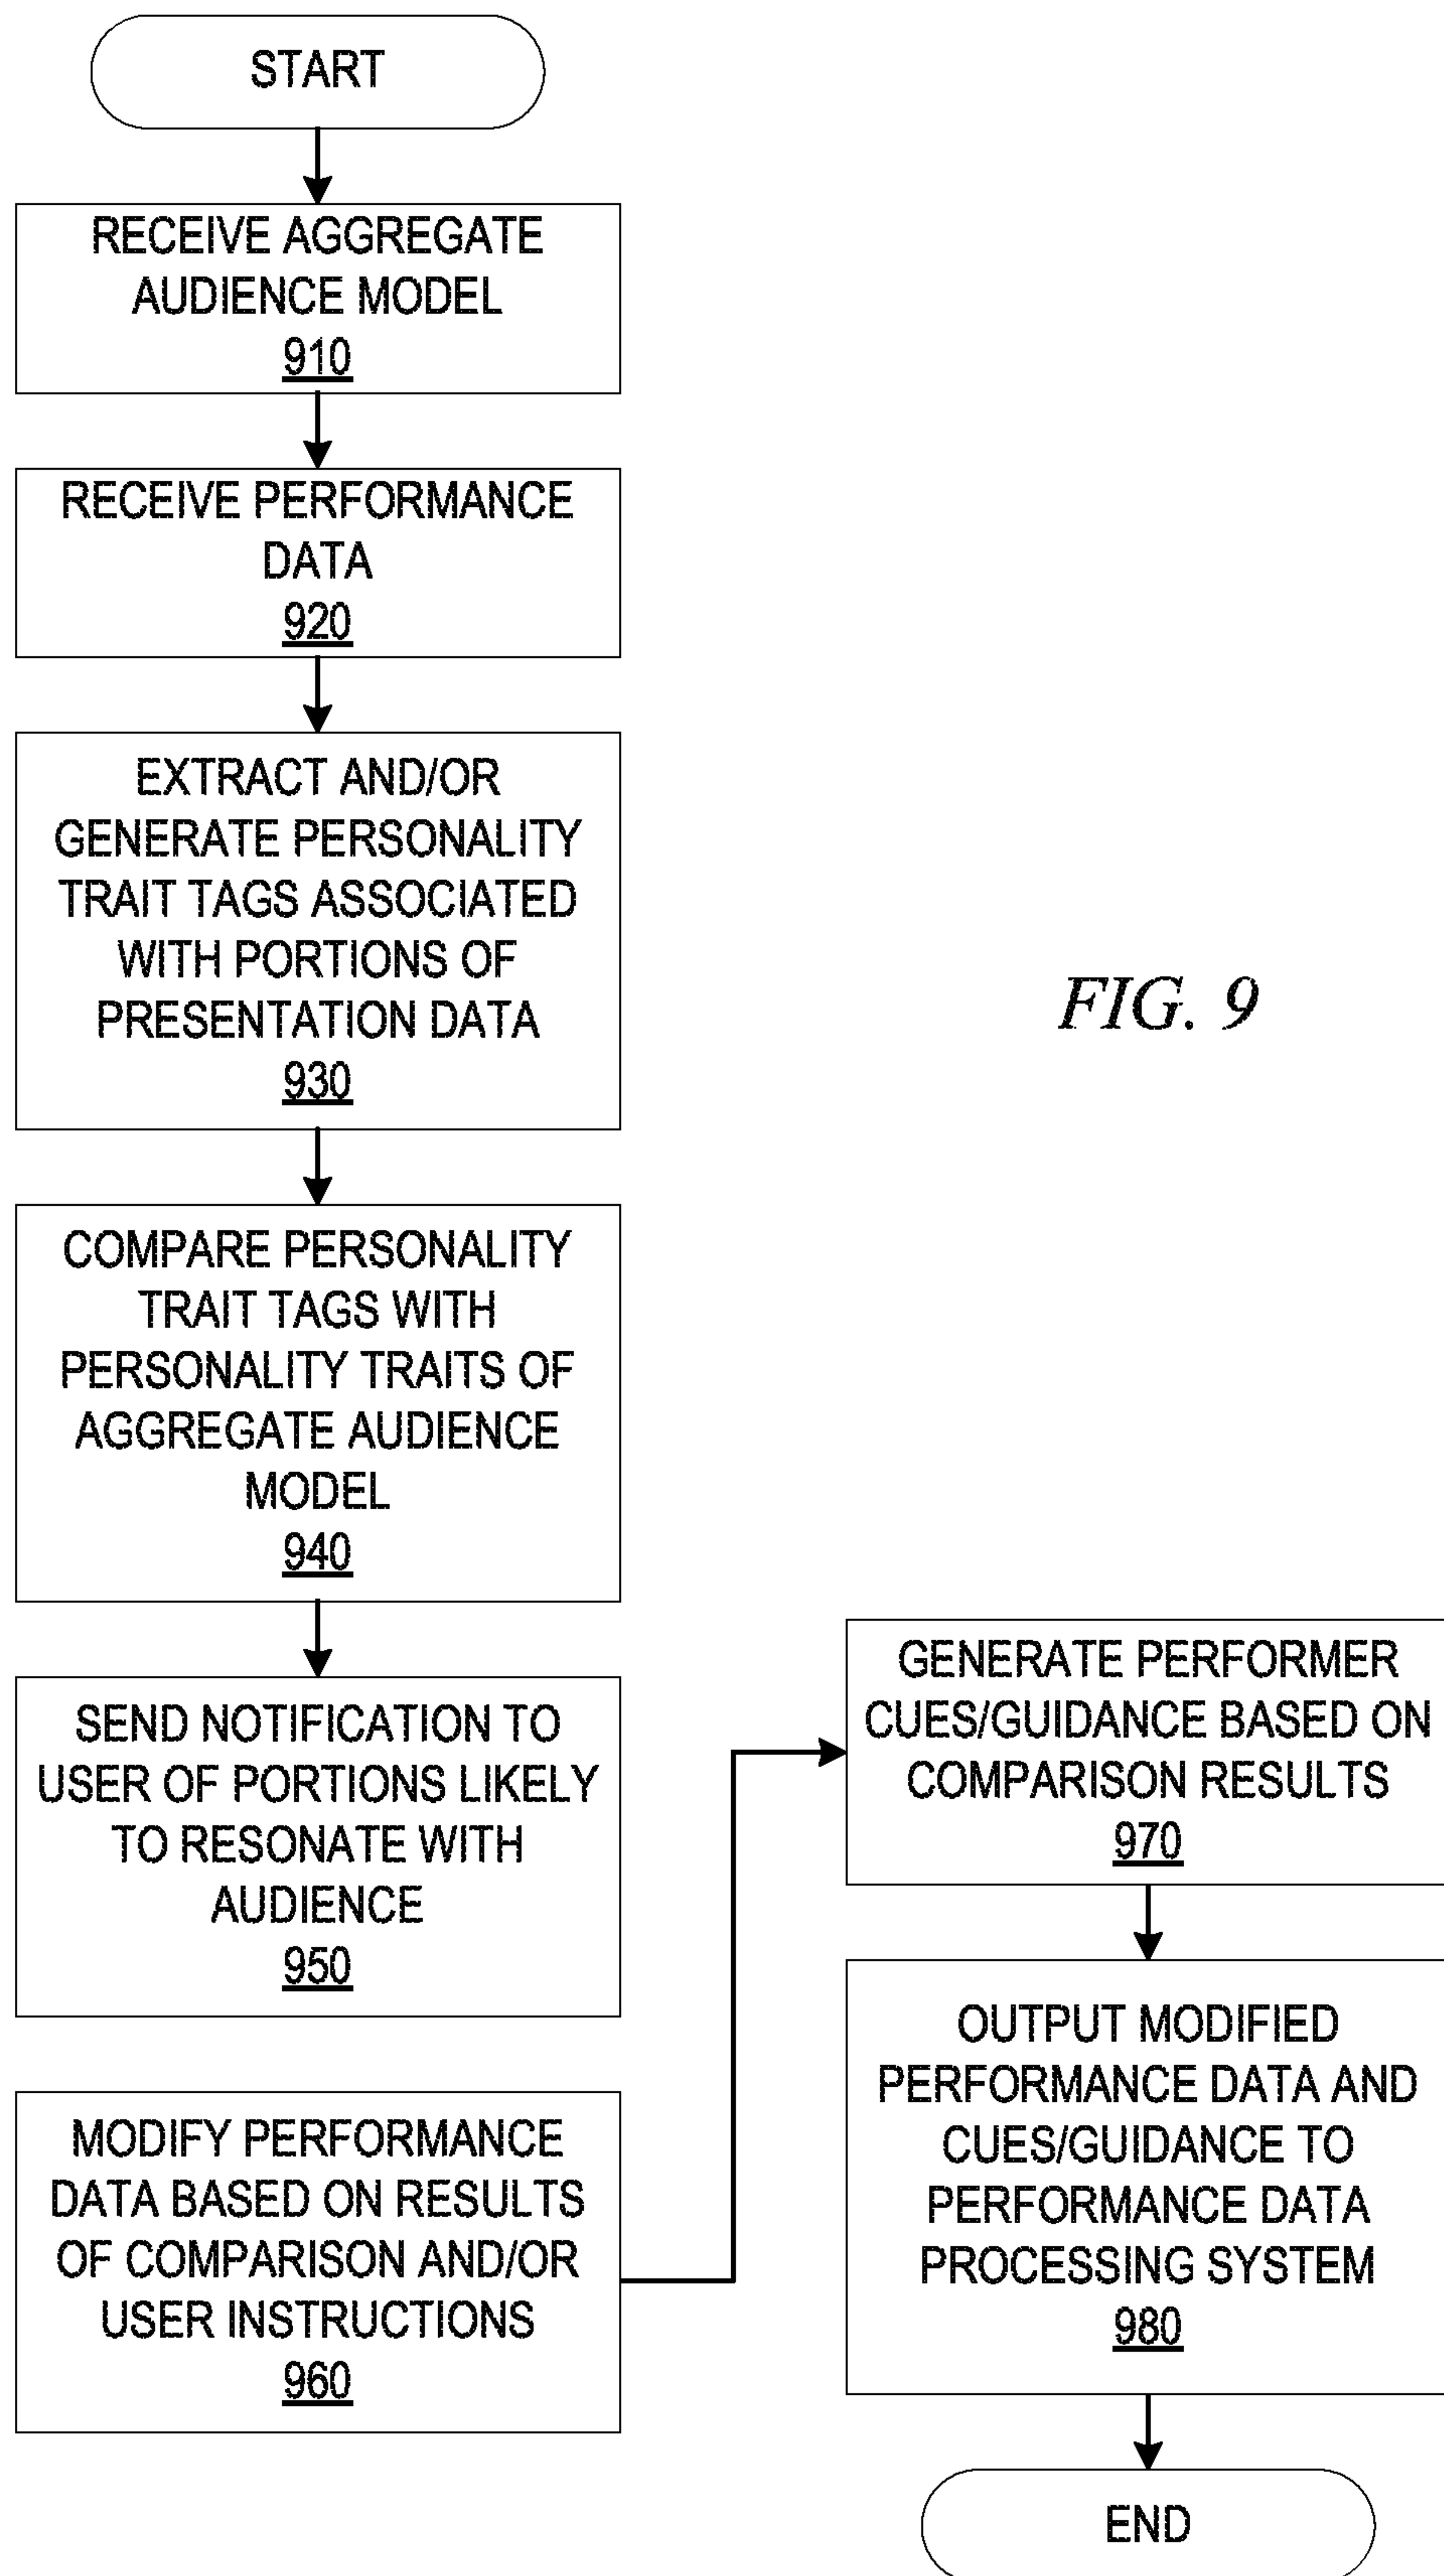 START
RECEIVE AGGREGATE
AUDIENCE MODEL
910
RECEIVE PERFORMANCE
DATA
920
EXTRACT AND/OR
GENERATE PERSONALITY
TRAIT TAGS ASSOCIATED
WITH PORTIONS OF
PRESENTATION DATA
930
COMPARE PERSONALITY
TRAIT TAGS WITH
PERSONALITY TRAITS OF
AGGREGATE AUDIENCE
MODEL
940
SEND NOTIFICATION TO
USER OF PORTIONS LIKELY
TO RESONATE WITH
AUDIENCE
950
MODIFY PERFORMANCE
DATA BASED ON RESULTS
OF COMPARISON AND/OR
USER INSTRUCTIONS
960
GENERATE PERFORMER
CUES/GUIDANCE BASED ON
COMPARISON RESULTS
970
OUTPUT MODIFIED
PERFORMANCE DATA AND
CUES/GUIDANCE TO
PERFORMANCE DATA
PROCESSING SYSTEM
980
END
FIG. 9